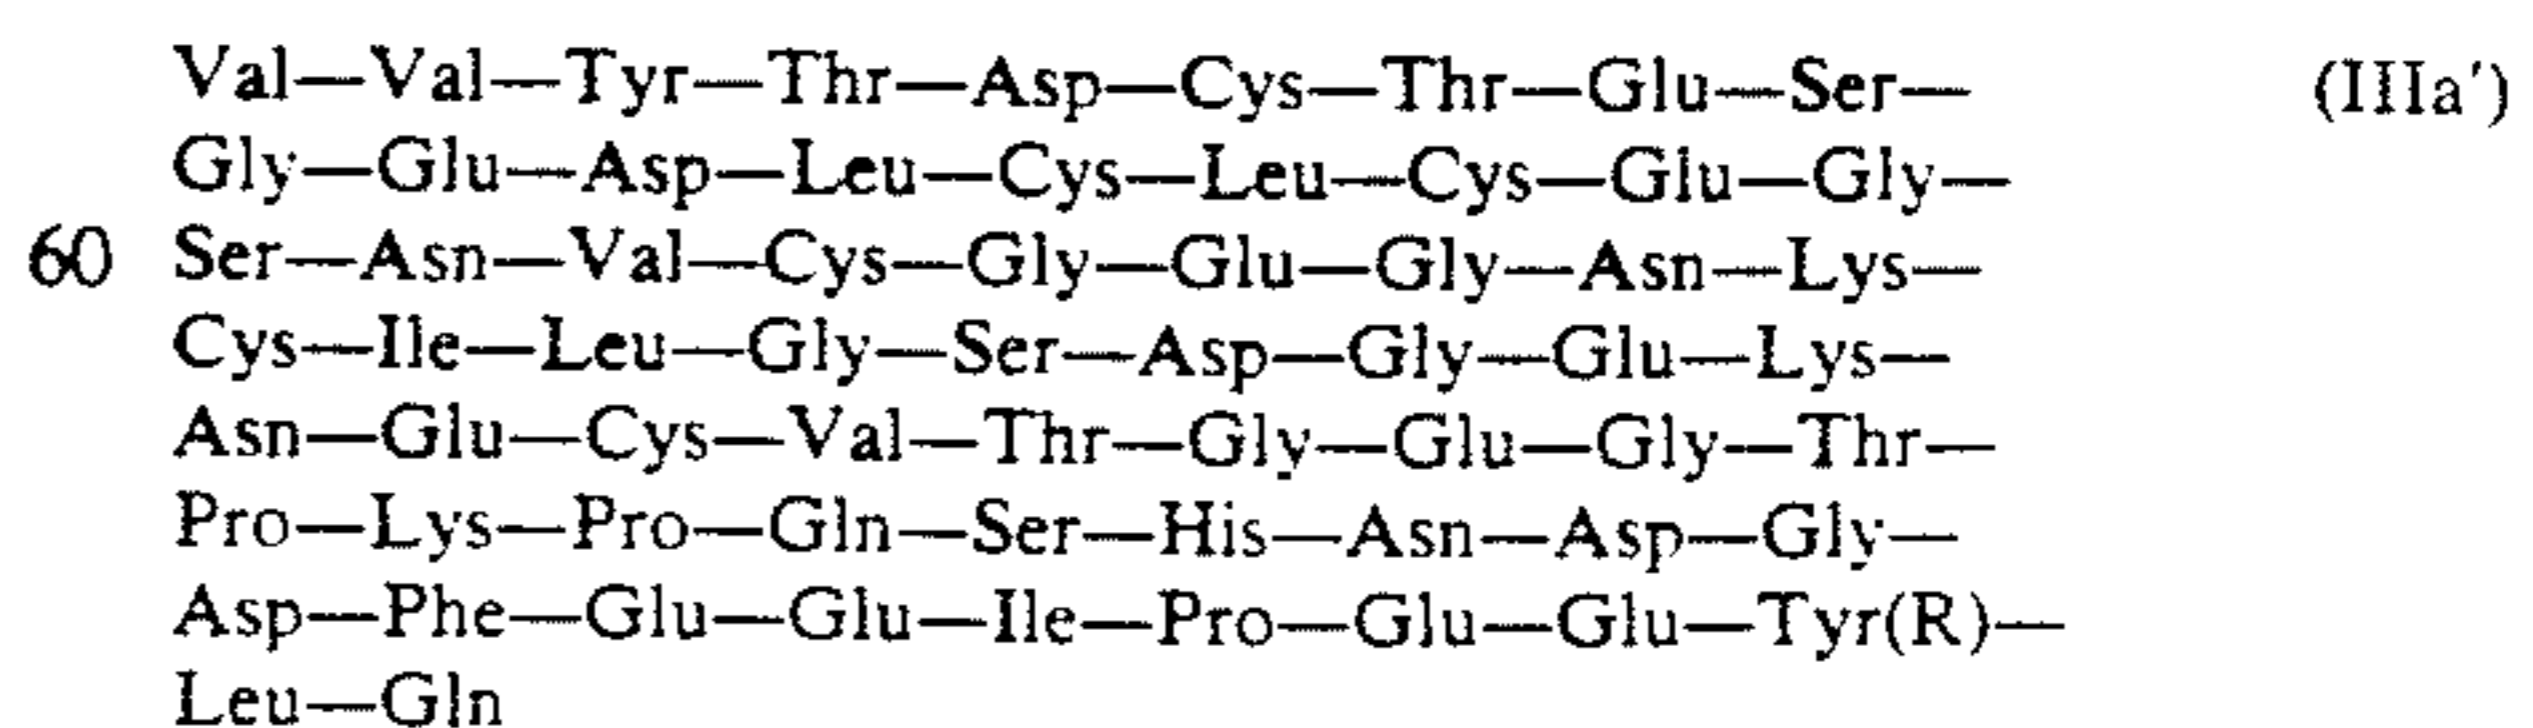 Val—Val—Tyr—Thr—Asp—Cys—Thr—Glu—Ser— (IIIa′)
Gly—Glu—Asp—Leu—Cys—Leu—Cys—Glu—Gly—
60 Ser—Asn—Val—Cys—Gly—Glu—Gly—Asn—Lys—
Cys—Ile—Leu—Gly—Ser—Asp—Gly—Glu—Lys—
Asn—Glu—Cys—Val—Thr—Gly—Glu—Gly—Thr—
Pro—Lys—Pro—Gln—Ser—His—Asn—Asp—Gly—
Asp—Phe—Glu—Glu—Ile—Pro—Glu—Glu—Tyr(R)—
Leu—Gln